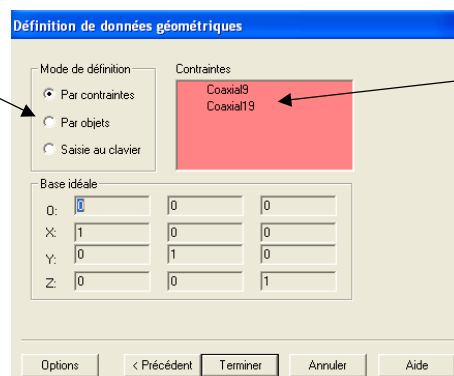 Définition de données géométriques
Mode de définition
Par contraintes
Par objets
Saisie au clavier
Contraintes
Coaxial9
Coaxial19
Base idéale
O: 0 0 0
X: 1 0 0
Y: 0 1 0
Z: 0 0 1
Options < Précédent Terminer Annuler Aide